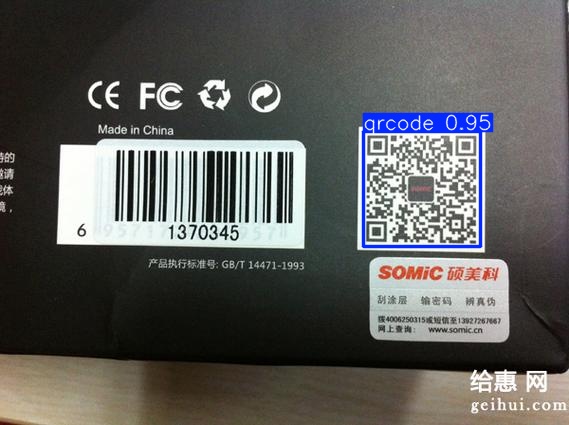 CE FC
Made in China
qrcode 0.95
SOMIC
6
1370345
产品执行标准号: GB/T 14471-1993
SOMIC 硕美科
刮涂层 输密码 辨真伪
拨4006250315或短信至13927267667
网上查询: www.somic.cn
给惠 网
geihui.com